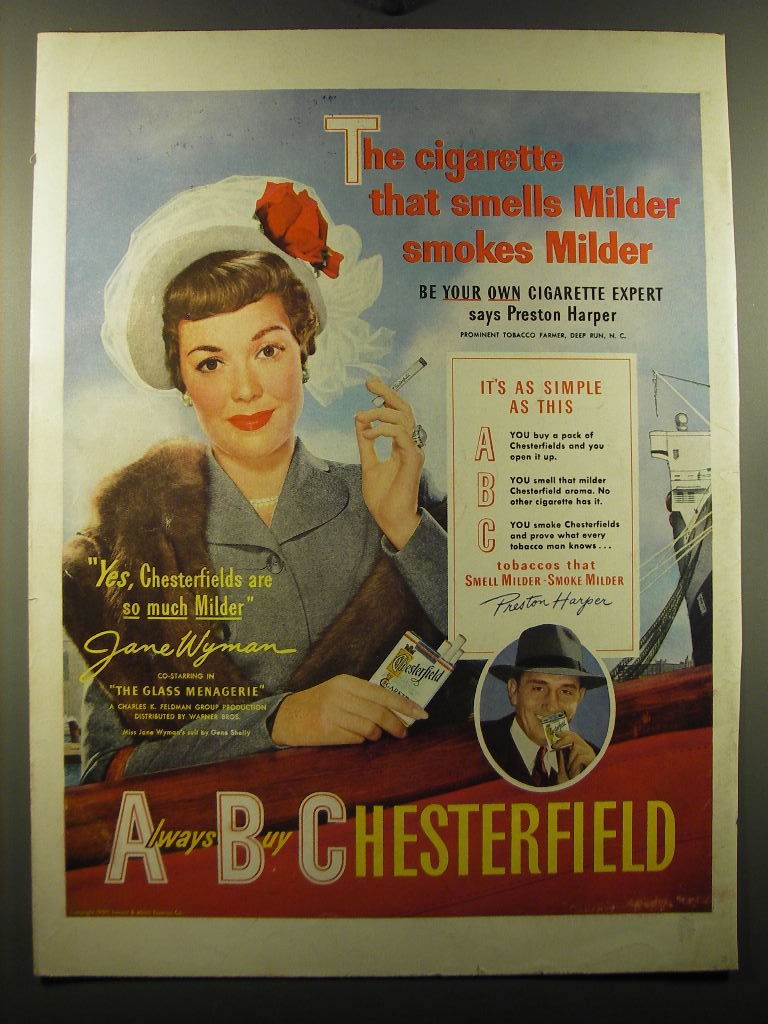 The cigarette
that smells Milder
smokes Milder
BE YOUR OWN CIGARETTE EXPERT
says Preston Harper
PROMINENT TOBACCO FARMER, DEEP RUN, N. C.
IT'S AS SIMPLE
AS THIS
A YOU buy a pack of
Chesterfields and you
open it up.
B YOU smell that milder
Chesterfield aroma. No
other cigarette has it.
C YOU smoke Chesterfields
and prove what every
tobacco man knows...
tobaccos that
SMELL MILDER-SMOKE MILDER
Preston Harper
"Yes, Chesterfields are
so much Milder"
Jane Wyman
CO-STARRING IN
"THE GLASS MENAGERIE"
A CHARLES K. FELDMAN GROUP PRODUCTION
DISTRIBUTED BY WARNER BROS.
Miss Jane Wyman's suit by Gene Shelly
Chesterfield
CIGARETTES
Always Buy CHESTERFIELD